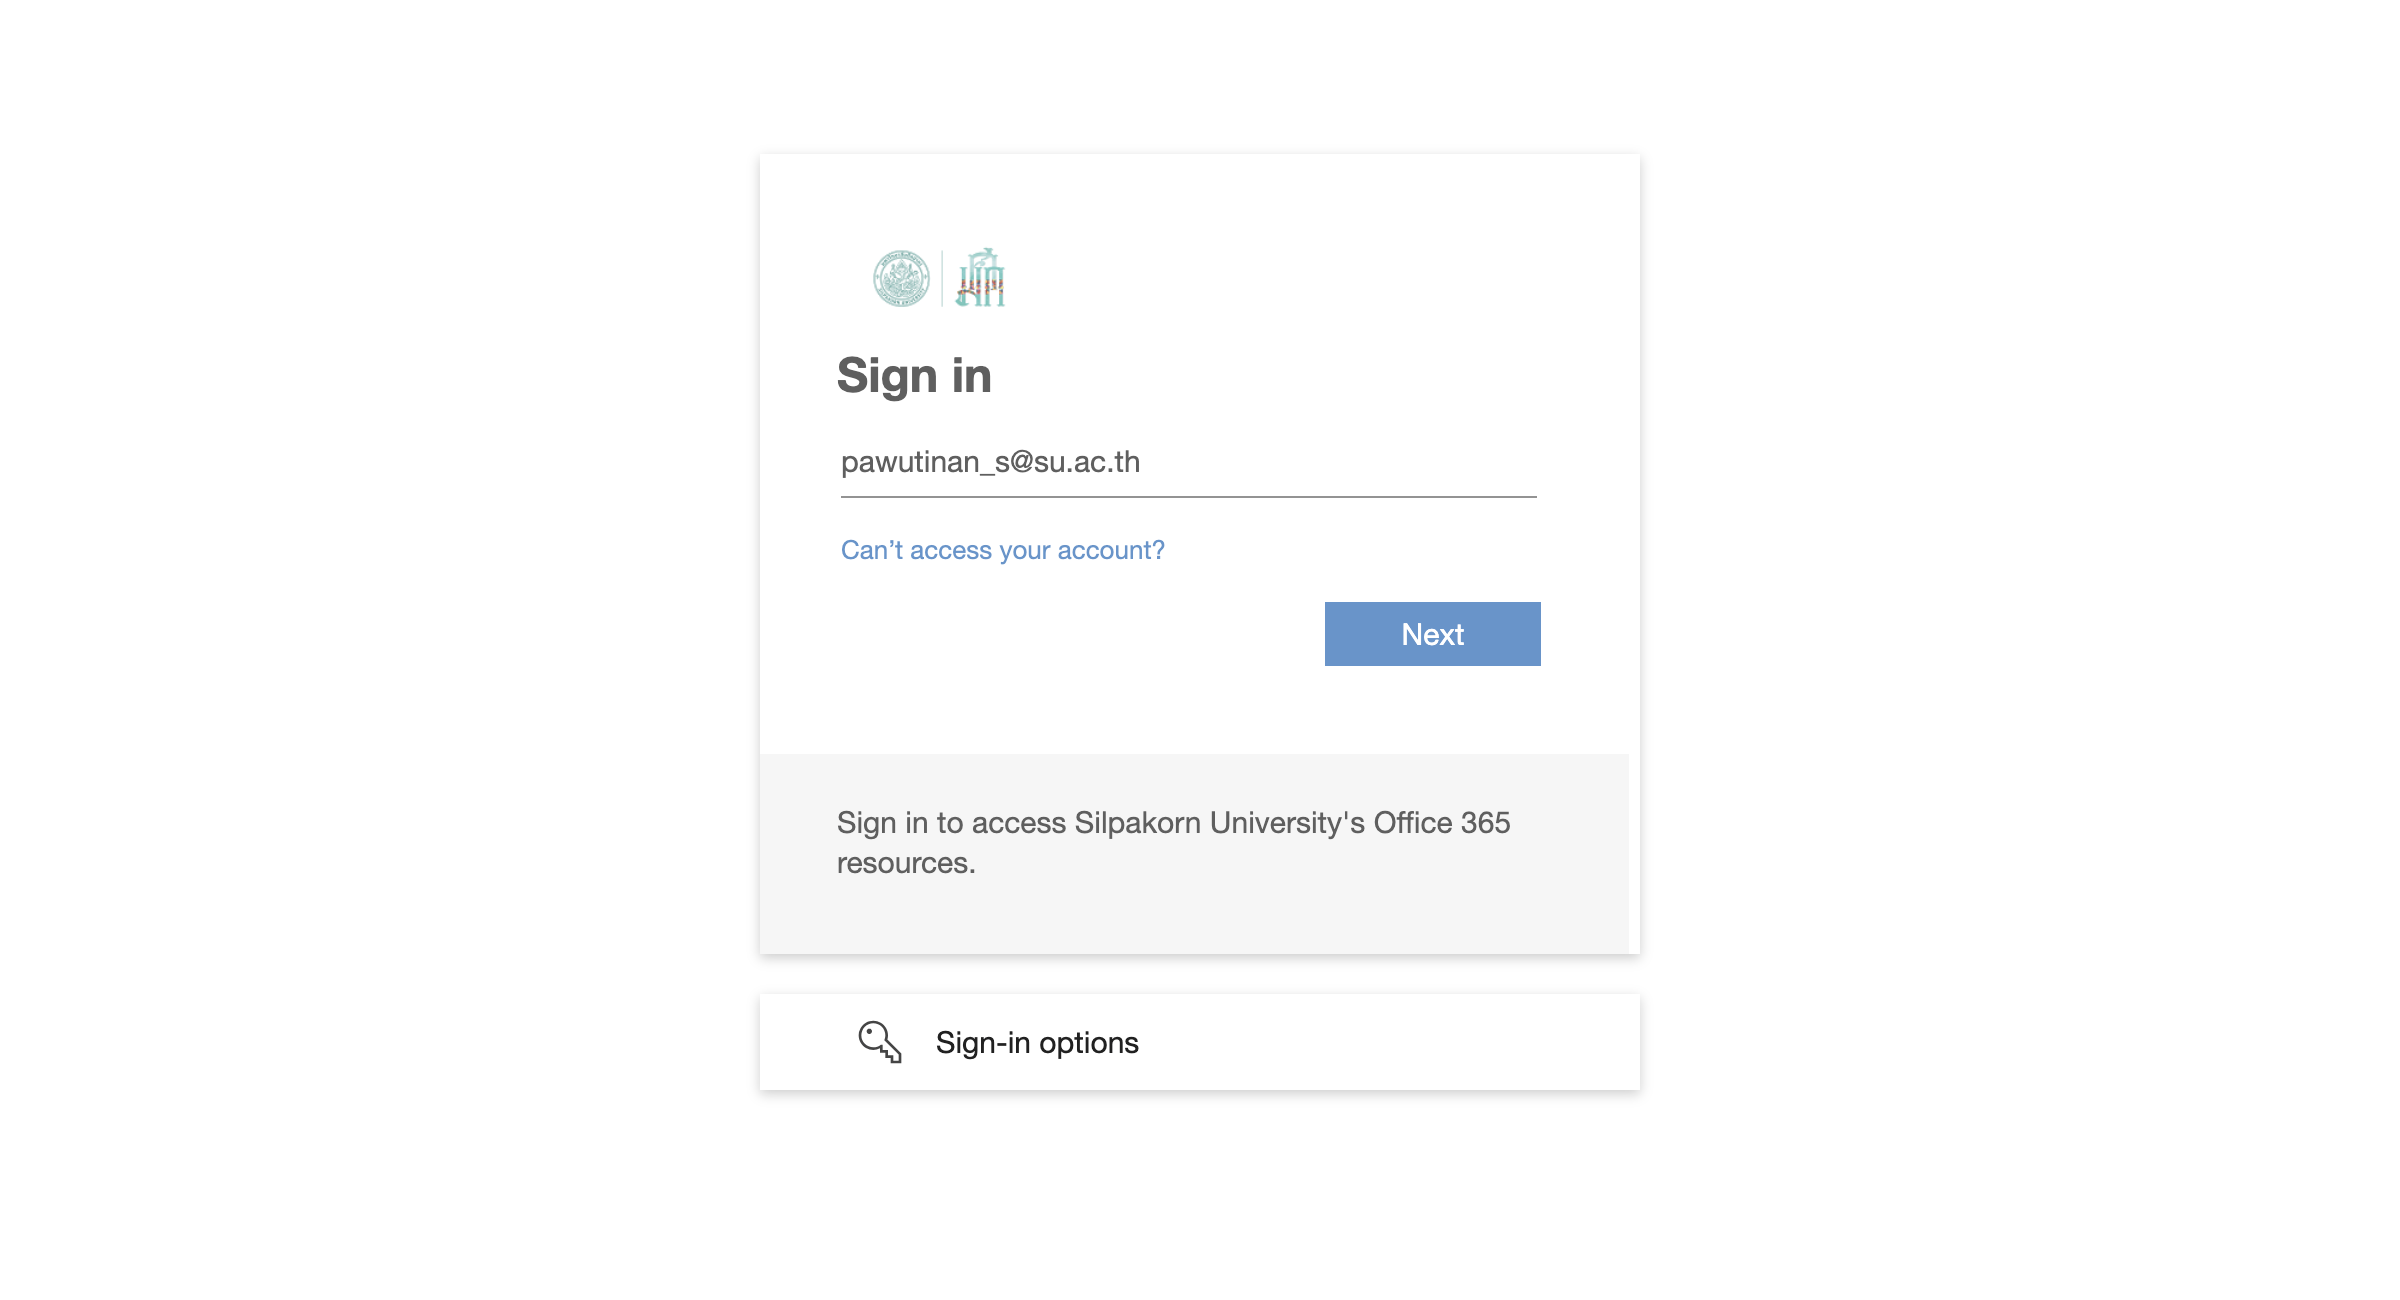 Sign in
pawutinan_s@su.ac.th
Can’t access your account?
Next
Sign in to access Silpakorn University's Office 365
resources.
Sign-in options